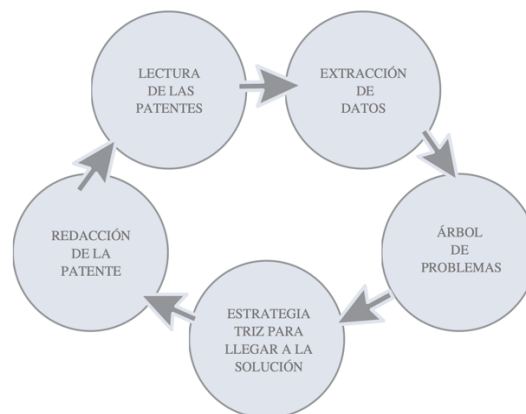 LECTURA
DE LAS
PATENTES
EXTRACCIÓN
DE
DATOS
ÁRBOL
DE
PROBLEMAS
ESTRATEGIA
TRIZ PARA
LLEGAR A LA
SOLUCIÓN
REDACCIÓN
DE LA
PATENTE